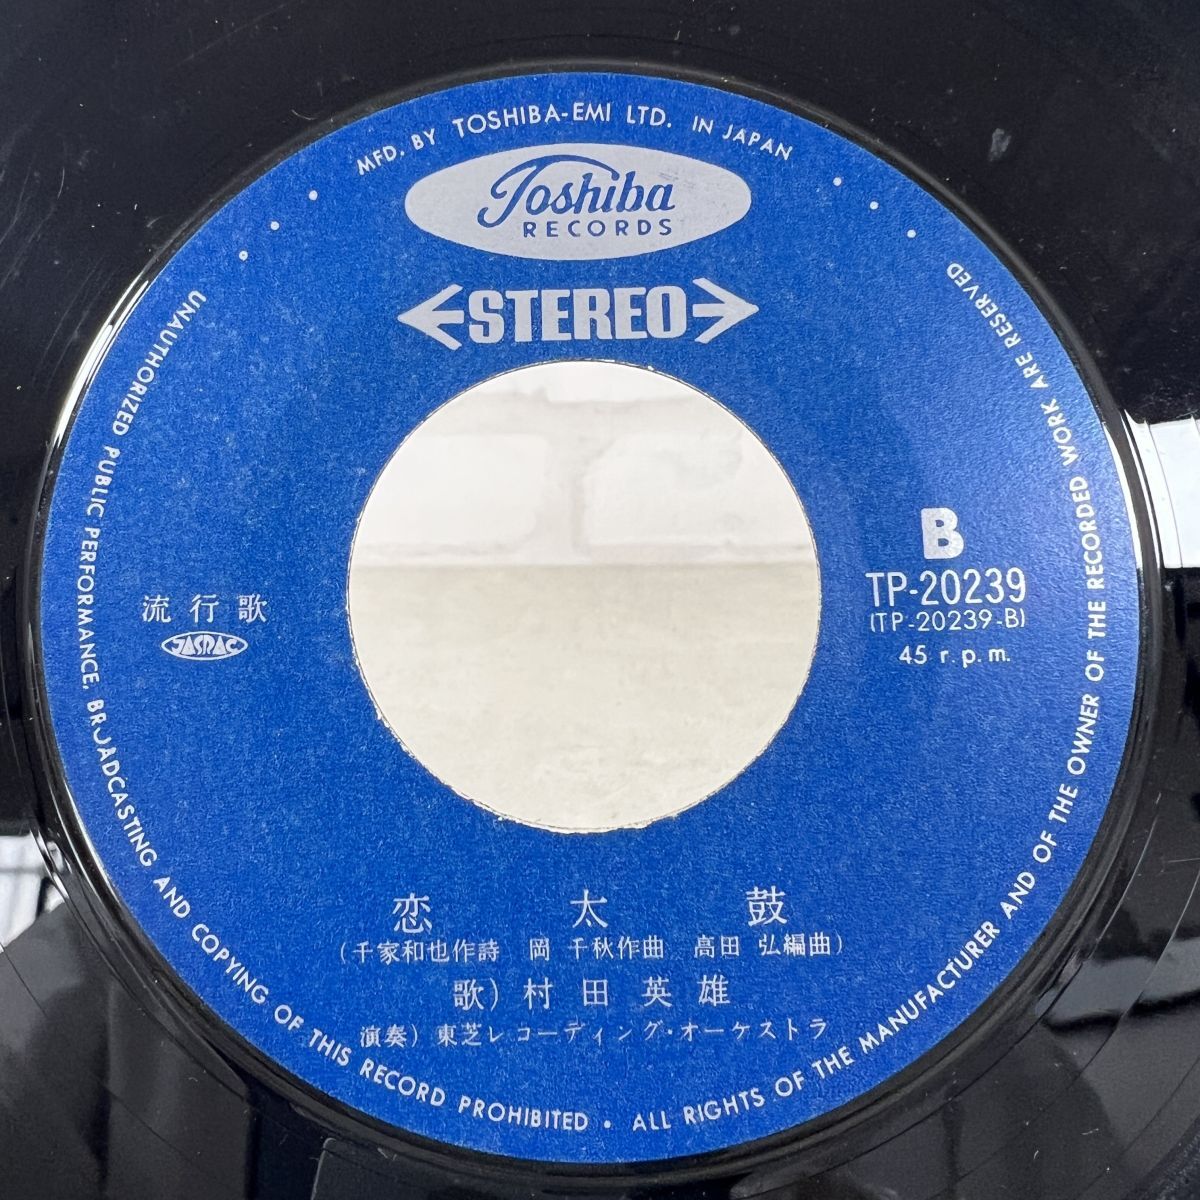 MFD. BY TOSHIBA-EMI LTD. IN JAPAN
Toshiba
RECORDS
STEREO
B
TP-20239
(TP-20239-B)
45 r.p.m.
流行歌
JASRAC
恋太鼓
(千家和也作詩 岡 千秋作曲 高田 弘編曲)
歌) 村田英雄
演奏) 東芝レコーディング・オーケストラ
UNAUTHORIZED PUBLIC PERFORMANCE, BROADCASTING AND COPYING OF THIS RECORD PROHIBITED • ALL RIGHTS OF THE MANUFACTURER AND OF THE OWNER OF THE RECORDED WORK ARE RESERVED